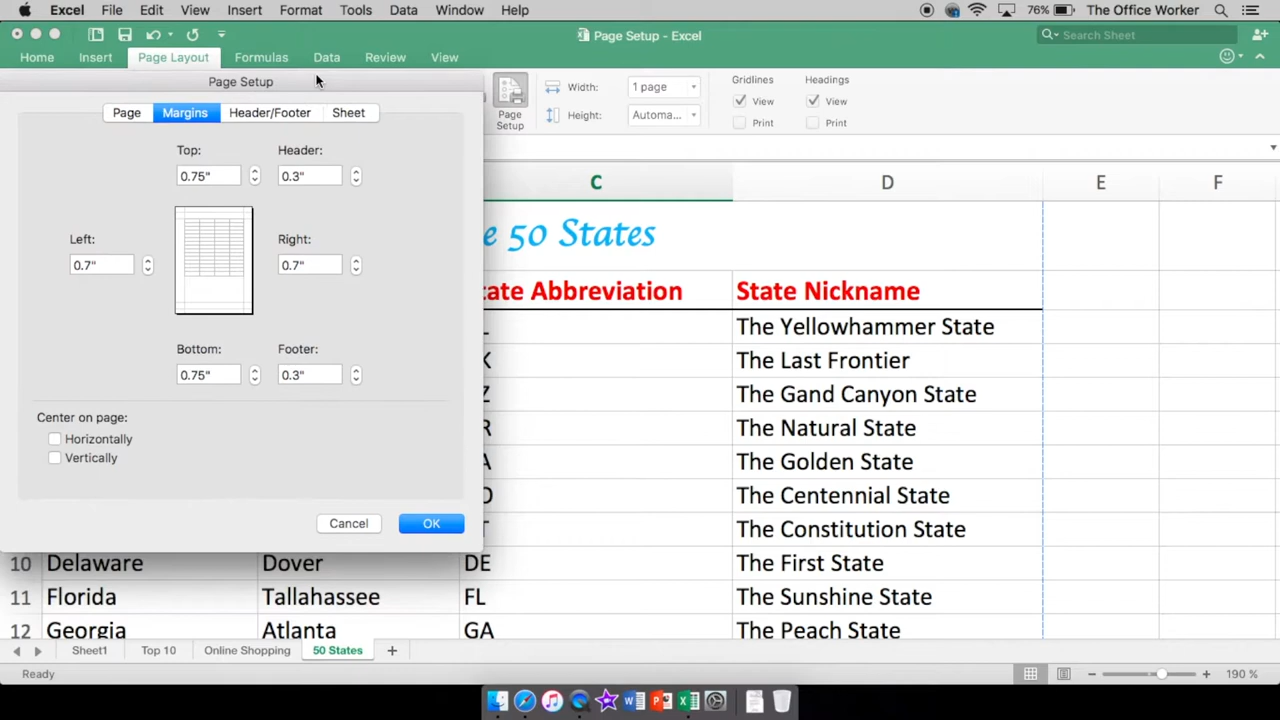 Excel File Edit View Insert Format Tools Data Window Help 76% The Office Worker
Page Setup - Excel Search Sheet
Home Insert Page Layout Formulas Data Review View
Page Setup
Page Margins Header/Footer Sheet
Top: Header:
0.75" 0.3"
Left: Right:
0.7" 0.7"
Bottom: Footer:
0.75" 0.3"
Center on page:
Horizontally
Vertically
Cancel OK
Page Setup
Width: 1 page
Height: Automa...
Gridlines Headings
View View
Print Print
C D E F
e 50 States
ate Abbreviation State Nickname
The Yellowhammer State
K The Last Frontier
Z The Gand Canyon State
R The Natural State
A The Golden State
O The Centennial State
T The Constitution State
10 Delaware Dover DE The First State
11 Florida Tallahassee FL The Sunshine State
12 Georgia Atlanta GA The Peach State
Sheet1 Top 10 Online Shopping 50 States +
Ready 190 %